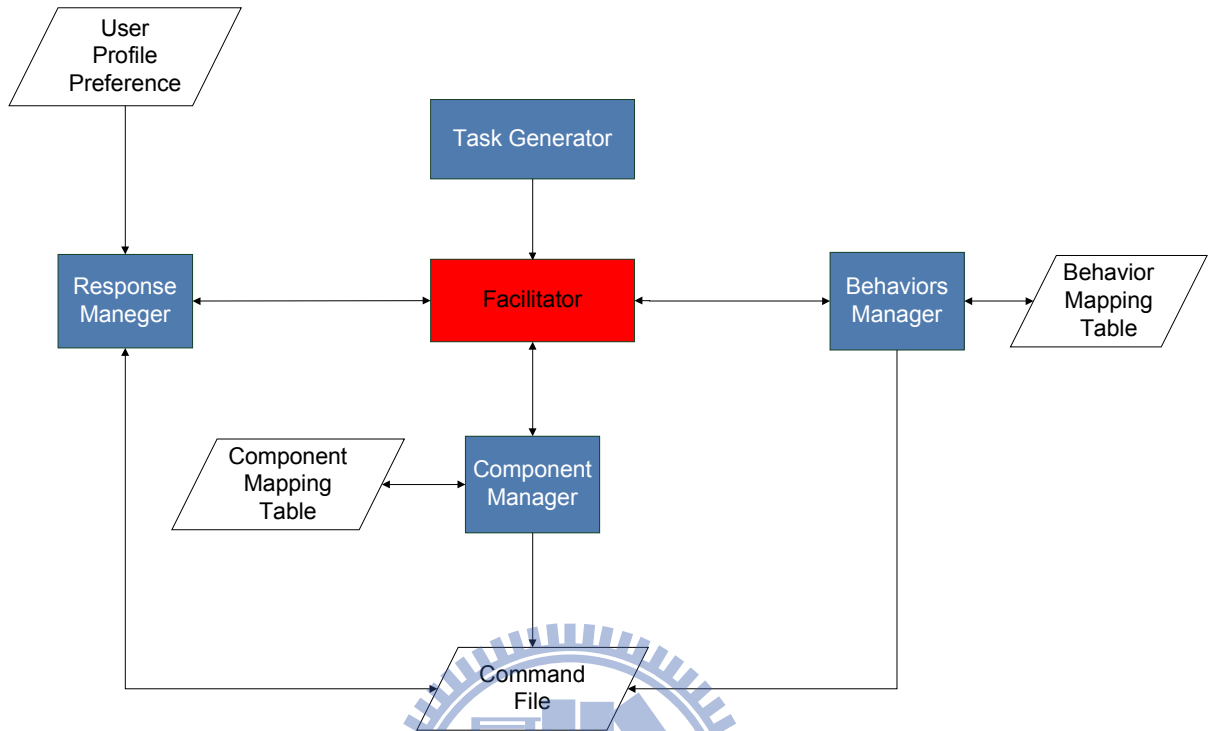 User
Profile
Preference
Task Generator
Response
Maneger
Facilitator
Behaviors
Manager
Behavior
Mapping
Table
Component
Mapping
Table
Component
Manager
Command
File